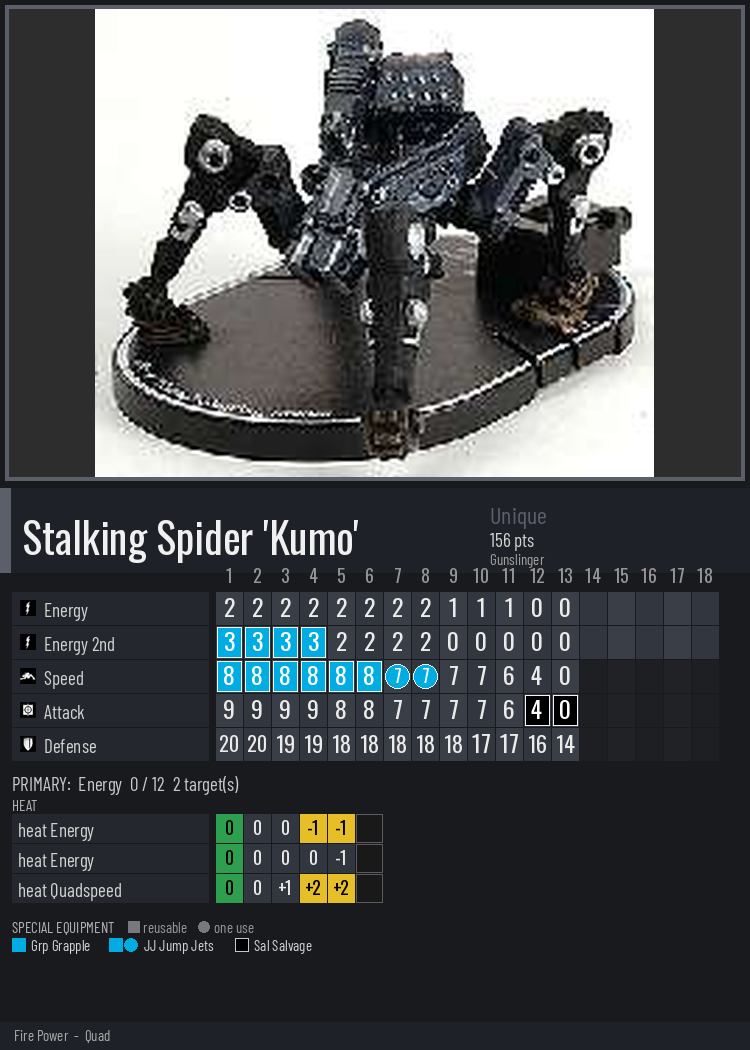 Stalking Spider 'Kumo'
Unique
156 pts
Gunslinger
1 2 3 4 5 6 7 8 9 10 11 12 13 14 15 16 17 18
Energy 2 2 2 2 2 2 2 2 1 1 1 0 0
Energy 2nd 3 3 3 3 2 2 2 2 0 0 0 0 0
Speed 8 8 8 8 8 8 7 7 7 7 6 4 0
Attack 9 9 9 9 8 8 7 7 7 7 6 4 0
Defense 20 20 19 19 18 18 18 18 18 17 17 16 14
PRIMARY: Energy 0 / 12 2 target(s)
HEAT
heat Energy 0 0 0 -1 -1
heat Energy 0 0 0 0 -1
heat Quadspeed 0 0 +1 +2 +2
SPECIAL EQUIPMENT reusable one use
Grp Grapple JJ Jump Jets Sal Salvage
Fire Power - Quad